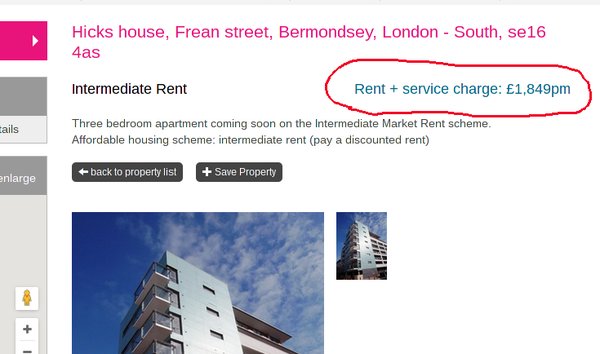 Hicks house, Frean street, Bermondsey, London - South, se16
4as
Intermediate Rent
Rent + service charge: £1,849pm
Three bedroom apartment coming soon on the Intermediate Market Rent scheme.
Affordable housing scheme: intermediate rent (pay a discounted rent)
back to property list
Save Property
tails
enlarge